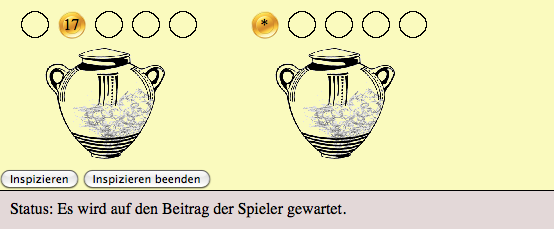 17 *
Inspizieren Inspizieren beenden
Status: Es wird auf den Beitrag der Spieler gewartet.